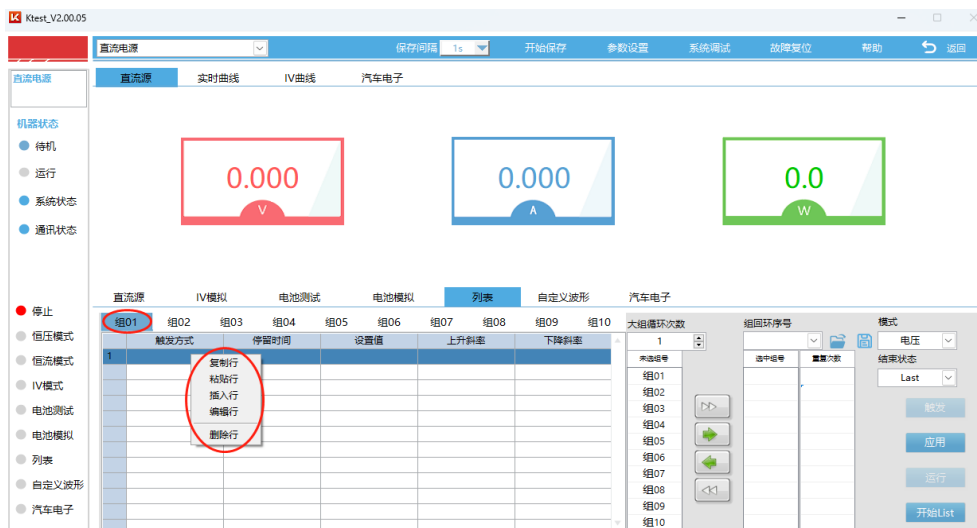 Ktest_V2.00.05
直流电源
保存间隔 1s 开始保存 参数设置 系统调试 故障复位 帮助 返回
直流电源
直流源 实时曲线 IV曲线 汽车电子
机器状态
待机
运行
系统状态
通讯状态
0.000
V
0.000
A
0.0
W
停止
恒压模式
恒流模式
IV模式
电池测试
电池模拟
列表
自定义波形
汽车电子
直流源 IV模拟 电池测试 电池模拟 列表 自定义波形 汽车电子
组01 组02 组03 组04 组05 组06 组07 组08 组09 组10
触发方式 停留时间 设置值 上升斜率 下降斜率
1
复制行
粘贴行
插入行
编辑行
删除行
大组循环次数
1
未选组号
组01
组02
组03
组04
组05
组06
组07
组08
组09
组10
组回环序号
选中组号 重复次数
模式
电压
结束状态
Last
触发
应用
运行
开始List